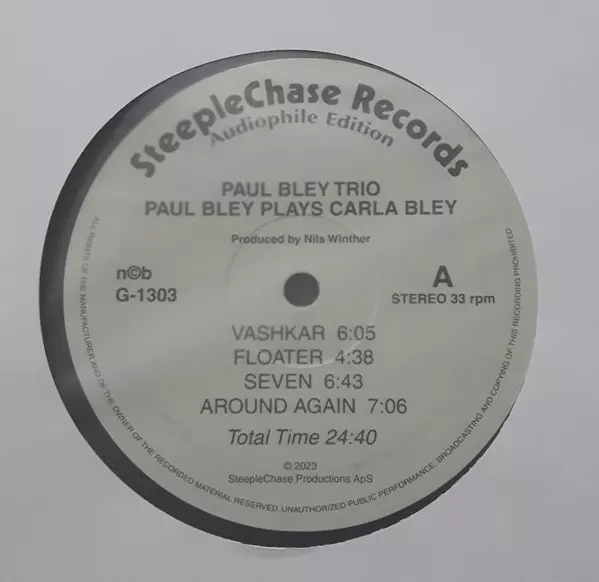 SteepleChase Records
Audiophile Edition
PAUL BLEY TRIO
PAUL BLEY PLAYS CARLA BLEY
Produced by Nils Winther
n©b
G-1303
A
STEREO 33 rpm
VASHKAR 6:05
FLOATER 4:38
SEVEN 6:43
AROUND AGAIN 7:06
Total Time 24:40
© 2023
SteepleChase Productions ApS
ALL RIGHTS OF THE MANUFACTURER AND OF THE OWNER OF THE RECORDED MATERIAL RESERVED. UNAUTHORIZED PUBLIC PERFORMANCE, BROADCASTING AND COPYING OF THIS RECORDING PROHIBITED